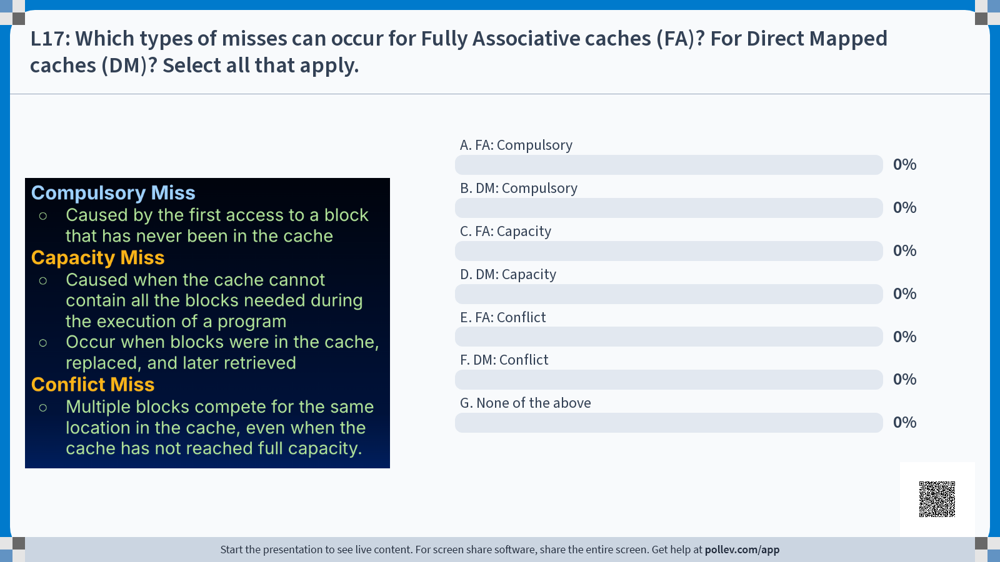 L17: Which types of misses can occur for Fully Associative caches (FA)? For Direct Mapped
caches (DM)? Select all that apply.
Compulsory Miss
○ Caused by the first access to a block
that has never been in the cache
Capacity Miss
○ Caused when the cache cannot
contain all the blocks needed during
the execution of a program
○ Occur when blocks were in the cache,
replaced, and later retrieved
Conflict Miss
○ Multiple blocks compete for the same
location in the cache, even when the
cache has not reached full capacity.
A. FA: Compulsory
0%
B. DM: Compulsory
0%
C. FA: Capacity
0%
D. DM: Capacity
0%
E. FA: Conflict
0%
F. DM: Conflict
0%
G. None of the above
0%
Start the presentation to see live content. For screen share software, share the entire screen. Get help at pollev.com/app